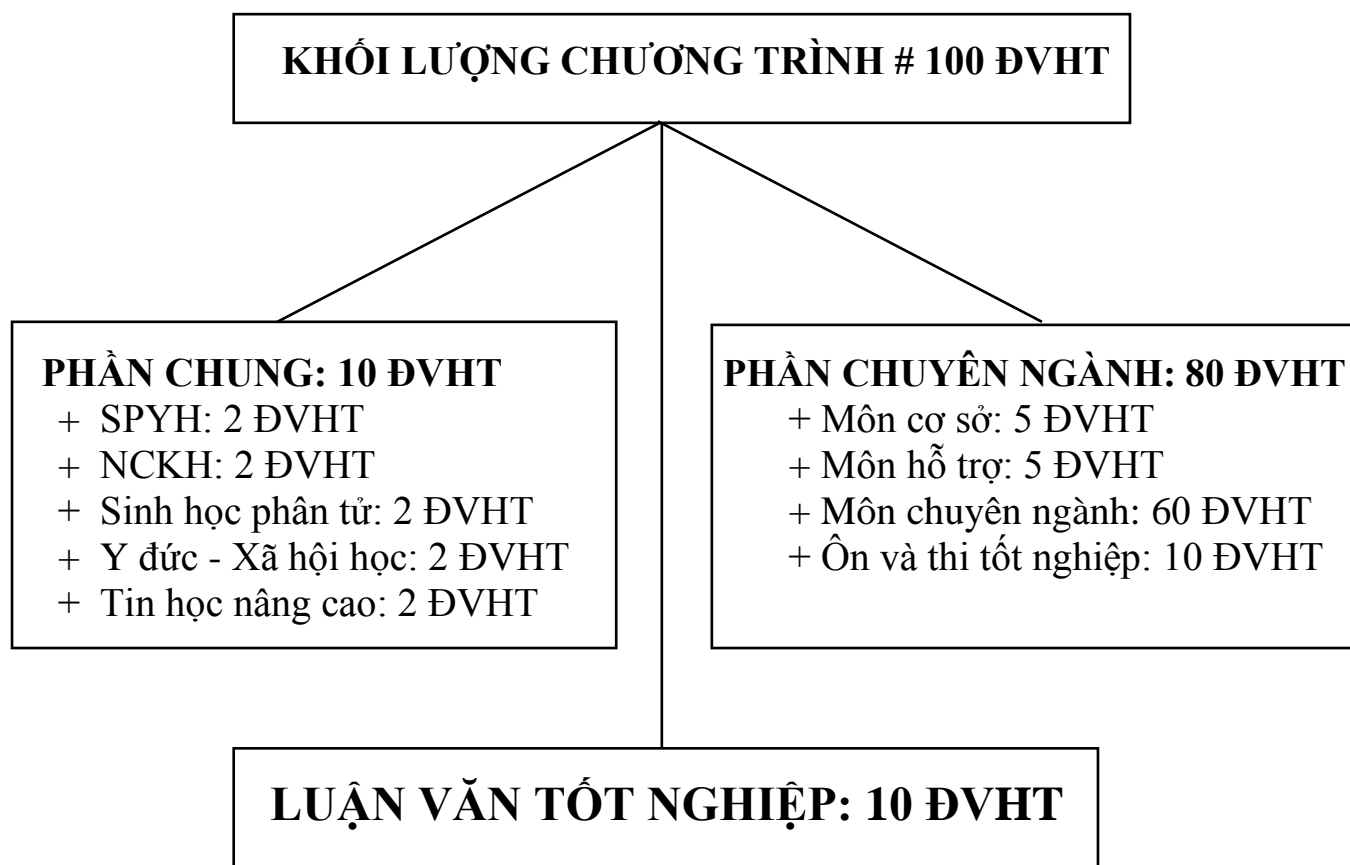 KHỐI LƯỢNG CHƯƠNG TRÌNH # 100 ĐVHT
PHẦN CHUNG: 10 ĐVHT
+ SPYH: 2 ĐVHT
+ NCKH: 2 ĐVHT
+ Sinh học phân tử: 2 ĐVHT
+ Y đức - Xã hội học: 2 ĐVHT
+ Tin học nâng cao: 2 ĐVHT
PHẦN CHUYÊN NGÀNH: 80 ĐVHT
+ Môn cơ sở: 5 ĐVHT
+ Môn hỗ trợ: 5 ĐVHT
+ Môn chuyên ngành: 60 ĐVHT
+ Ôn và thi tốt nghiệp: 10 ĐVHT
LUẬN VĂN TỐT NGHIỆP: 10 ĐVHT